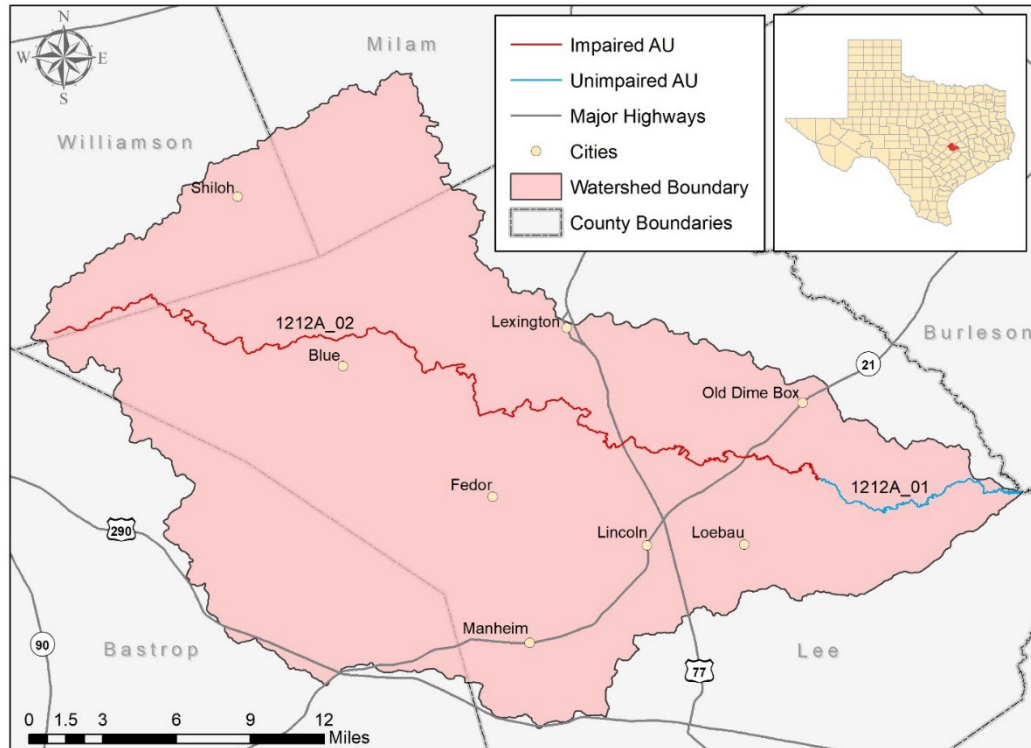 N
W E
S
Milam
Williamson
Shiloh
Impaired AU
Unimpaired AU
Major Highways
Cities
Watershed Boundary
County Boundaries
1212A_02
Blue
Lexington
Burleson
21
Old Dime Box
Fedor
1212A_01
Lincoln
Loebau
290
Manheim
90
Bastrop
77
Lee
0 1.5 3 6 9 12
Miles